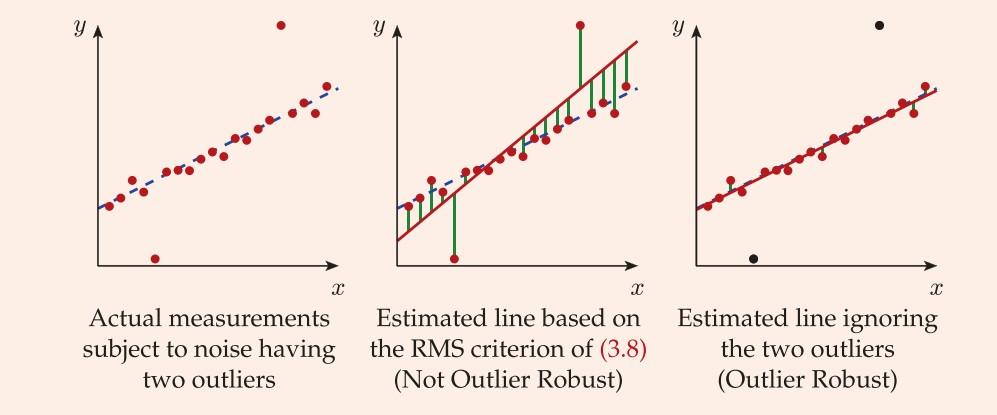 y
x
Actual measurements
subject to noise having
two outliers
y
x
Estimated line based on
the RMS criterion of (3.8)
(Not Outlier Robust)
y
x
Estimated line ignoring
the two outliers
(Outlier Robust)